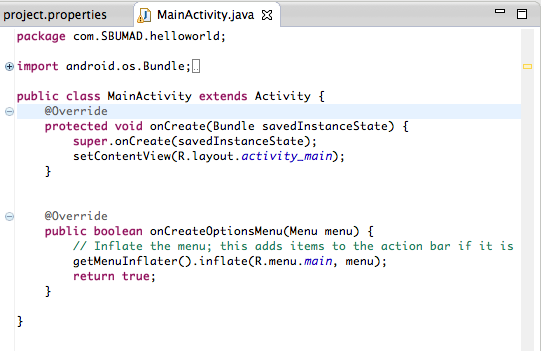 project.properties MainActivity.java
package com.SBUMAD.helloworld;
import android.os.Bundle;
public class MainActivity extends Activity {
@Override
protected void onCreate(Bundle savedInstanceState) {
super.onCreate(savedInstanceState);
setContentView(R.layout.activity_main);
}
@Override
public boolean onCreateOptionsMenu(Menu menu) {
// Inflate the menu; this adds items to the action bar if it is
getMenuInflater().inflate(R.menu.main, menu);
return true;
}
}